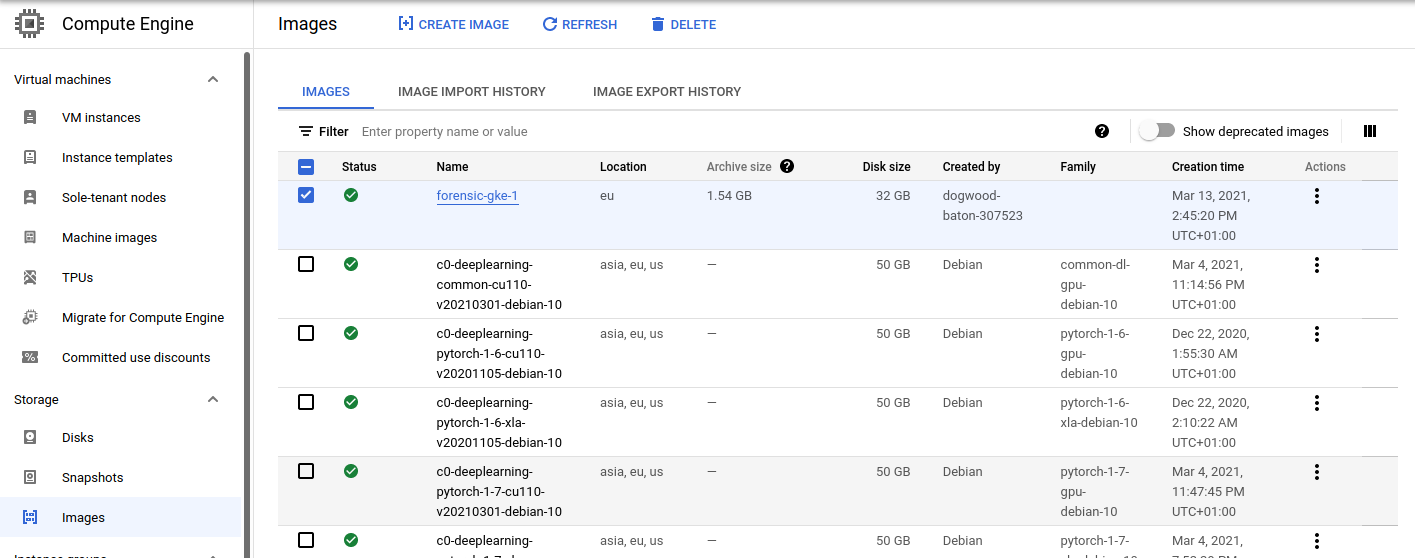 Compute Engine
Images
CREATE IMAGE
REFRESH
DELETE
Virtual machines
VM instances
Instance templates
Sole-tenant nodes
Machine images
TPUs
Migrate for Compute Engine
Committed use discounts
Storage
Disks
Snapshots
Images
IMAGES
IMAGE IMPORT HISTORY
IMAGE EXPORT HISTORY
Filter Enter property name or value
Show deprecated images
Status Name Location Archive size Disk size Created by Family Creation time Actions
forensic-gke-1 eu 1.54 GB 32 GB dogwood- Mar 13, 2021,
baton-307523 2:45:20 PM
UTC+01:00
c0-deeplearning- asia, eu, us — 50 GB Debian common-dl- Mar 4, 2021,
common-cu110- gpu- 11:14:56 PM
v20210301-debian-10 debian-10 UTC+01:00
c0-deeplearning- asia, eu, us — 50 GB Debian pytorch-1-6- Dec 22, 2020,
pytorch-1-6-cu110- gpu- 1:55:30 AM
v20201105-debian-10 debian-10 UTC+01:00
c0-deeplearning- asia, eu, us — 50 GB Debian pytorch-1-6- Dec 22, 2020,
pytorch-1-6-xla- xla-debian-10 2:10:22 AM
v20201105-debian-10 UTC+01:00
c0-deeplearning- asia, eu, us — 50 GB Debian pytorch-1-7- Mar 4, 2021,
pytorch-1-7-cu110- gpu- 11:47:45 PM
v20210301-debian-10 debian-10 UTC+01:00
c0-deeplearning- asia, eu, us — 50 GB Debian pytorch-1-7- Mar 4, 2021,